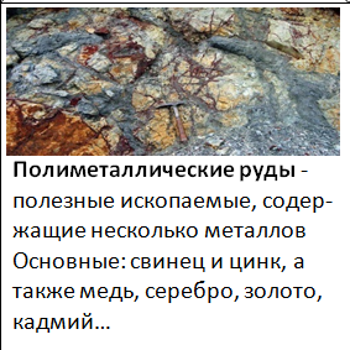 Полиметаллические руды -
полезные ископаемые, содер-
жащие несколько металлов
Основные: свинец и цинк, а
также медь, серебро, золото,
кадмий...